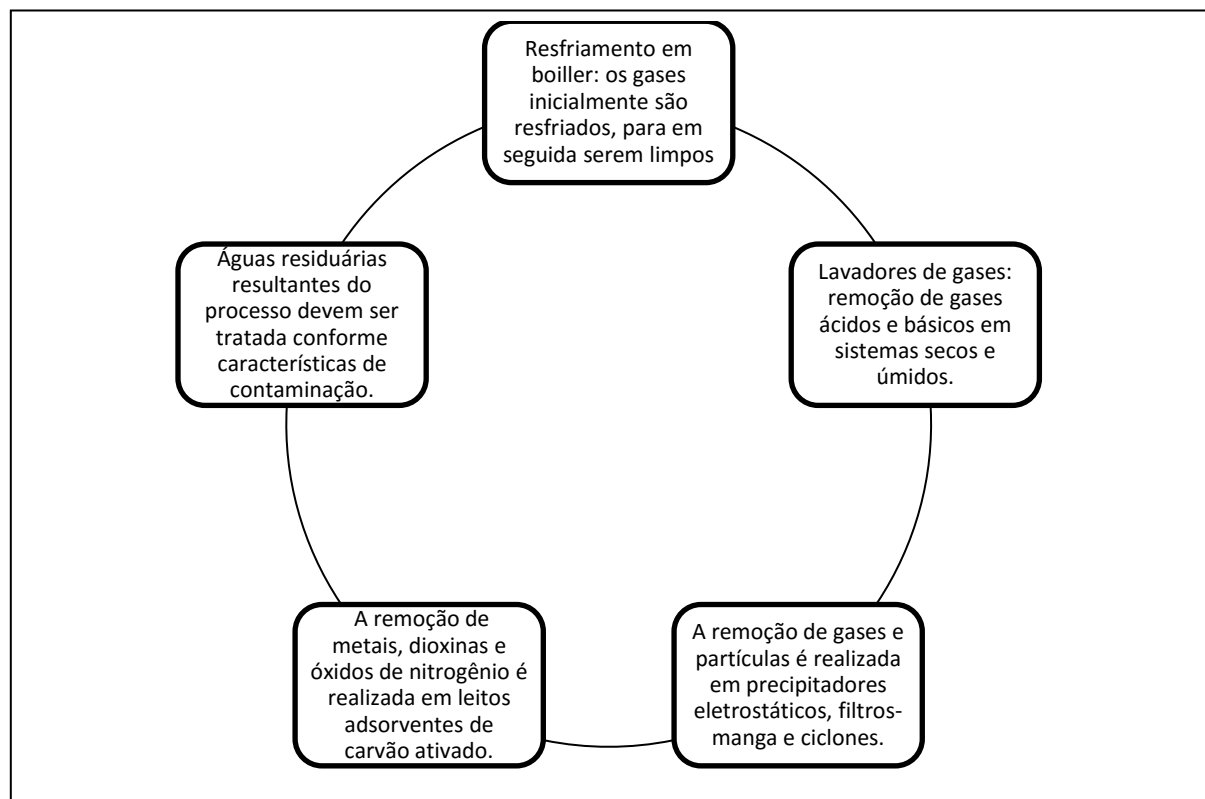 Resfriamento em
boiller: os gases
inicialmente são
resfriados, para em
seguida serem limpos
Lavadores de gases:
remoção de gases
ácidos e básicos em
sistemas secos e
úmidos.
A remoção de gases e
partículas é realizada
em precipitadores
eletrostáticos, filtros-
manga e ciclones.
A remoção de
metais, dioxinas e
óxidos de nitrogênio é
realizada em leitos
adsorventes de
carvão ativado.
Águas residuárias
resultantes do
processo devem ser
tratada conforme
características de
contaminação.